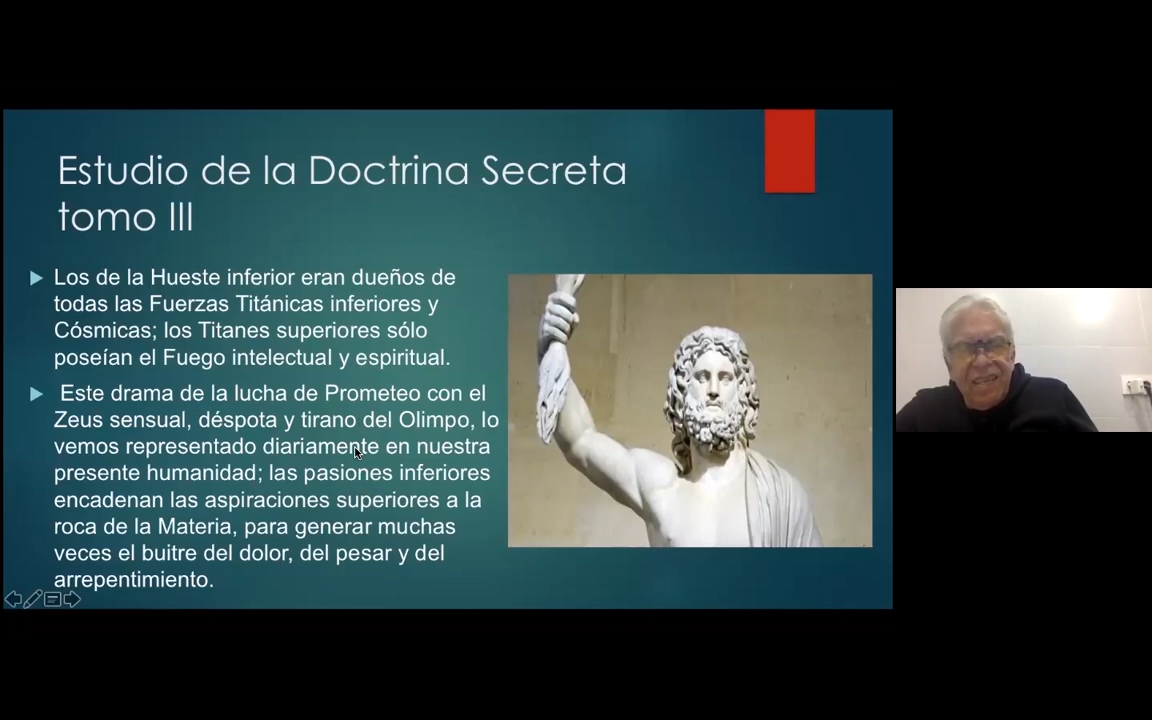 Estudio de la Doctrina Secreta
tomo III
Los de la Hueste inferior eran dueños de
todas las Fuerzas Titánicas inferiores y
Cósmicas; los Titanes superiores sólo
poseían el Fuego intelectual y espiritual.
Este drama de la lucha de Prometeo con el
Zeus sensual, déspota y tirano del Olimpo, lo
vemos representado diariamente en nuestra
presente humanidad; las pasiones inferiores
encadenan las aspiraciones superiores a la
roca de la Materia, para generar muchas
veces el buitre del dolor, del pesar y del
arrepentimiento.